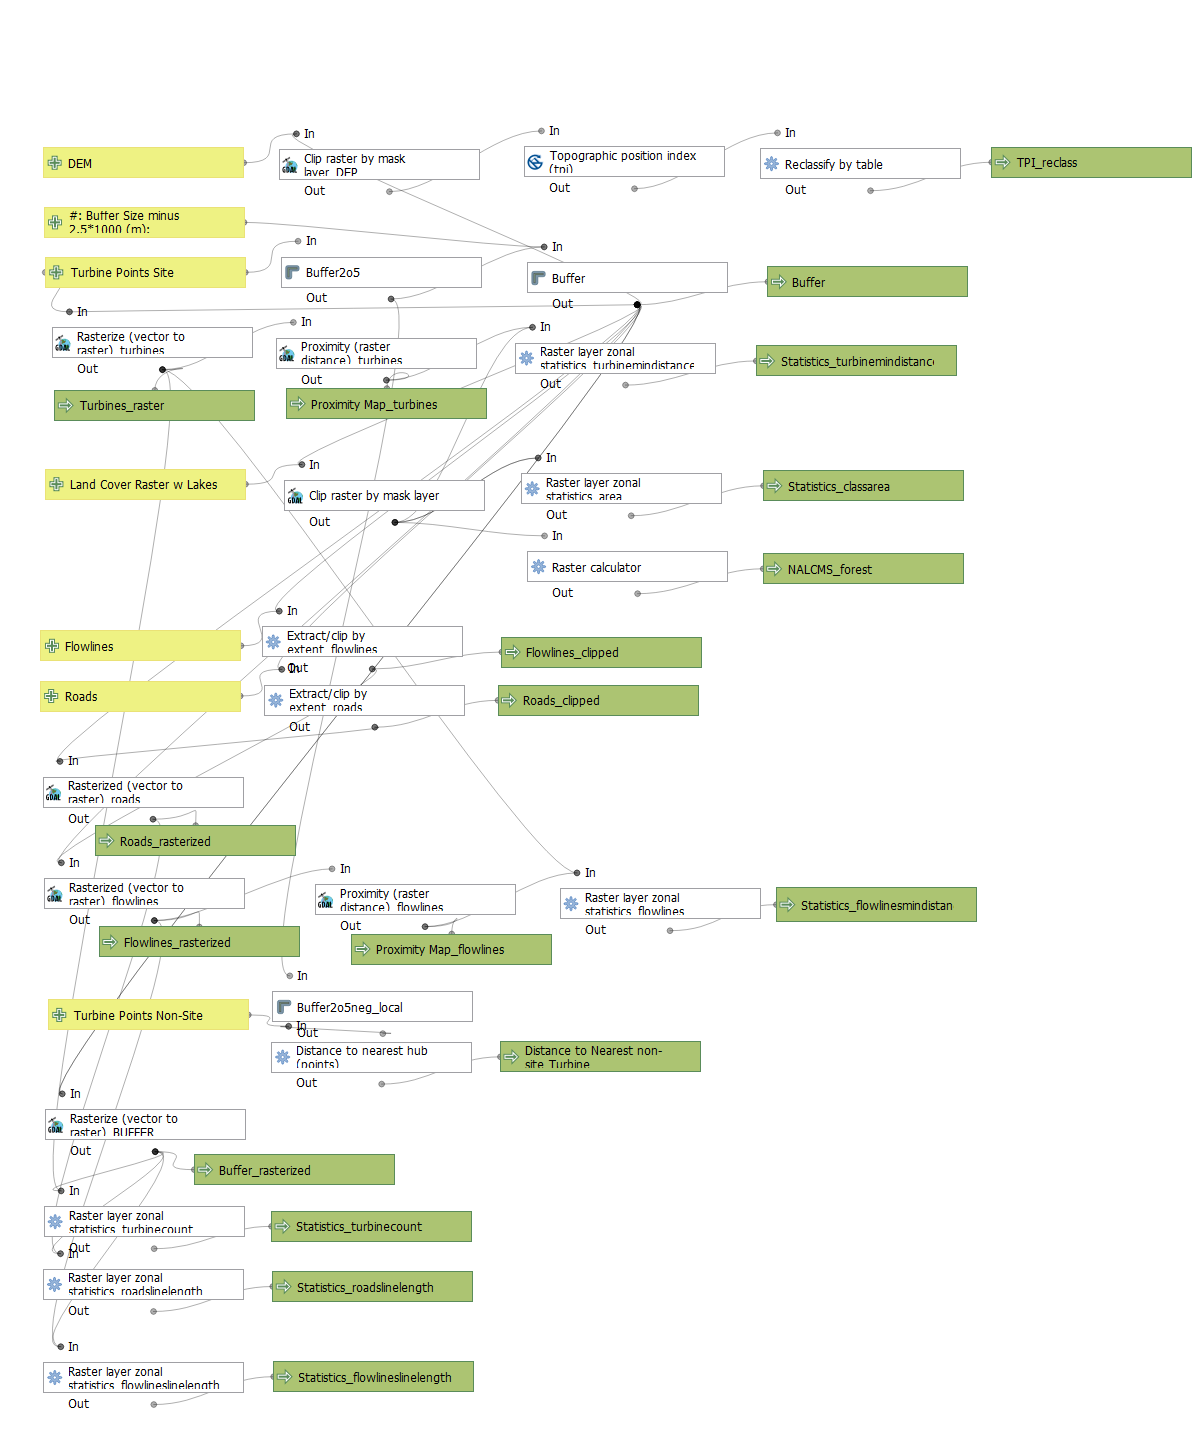 In
In
In
DEM
Clip raster by mask
layer_DEP
Topographic position index
(tpi)
Reclassify by table
TPI_reclass
Out
Out
Out
#: Buffer Size minus
2.5*1000 (m):
In
In
Turbine Points Site
Buffer2o5
Buffer
Buffer
Out
Out
In
In
In
Rasterize (vector to
raster)_turbines
Proximity (raster
distance)_turbines
Raster layer zonal
statistics_turbinemindistance
Statistics_turbinemindistanc
Out
Out
Out
Turbines_raster
Proximity Map_turbines
In
In
Land Cover Raster w Lakes
Clip raster by mask layer
Raster layer zonal
statistics_area
Statistics_classarea
Out
Out
In
Raster calculator
NALCMS_forest
Out
In
Flowlines
Extract/clip by
extent_flowlines
Flowlines_clipped
Out
In
Roads
Extract/clip by
extent_roads
Roads_clipped
Out
In
Rasterized (vector to
raster)_roads
Out
Roads_rasterized
In
In
In
Rasterized (vector to
raster)_flowlines
Proximity (raster
distance)_flowlines
Raster layer zonal
statistics_flowlines
Statistics_flowlinesmindistan
Out
Out
Out
Flowlines_rasterized
Proximity Map_flowlines
In
Turbine Points Non-Site
Buffer2o5neg_local
In
Out
Distance to nearest hub
(points)
Distance to Nearest non-
site Turbine
Out
In
Rasterize (vector to
raster)_BUFFER
Out
Buffer_rasterized
In
Raster layer zonal
statistics_turbinecount
Statistics_turbinecount
Out
In
Raster layer zonal
statistics_roadslinelength
Statistics_roadslinelength
Out
In
Raster layer zonal
statistics_flowlineslinelength
Statistics_flowlineslinelength
Out